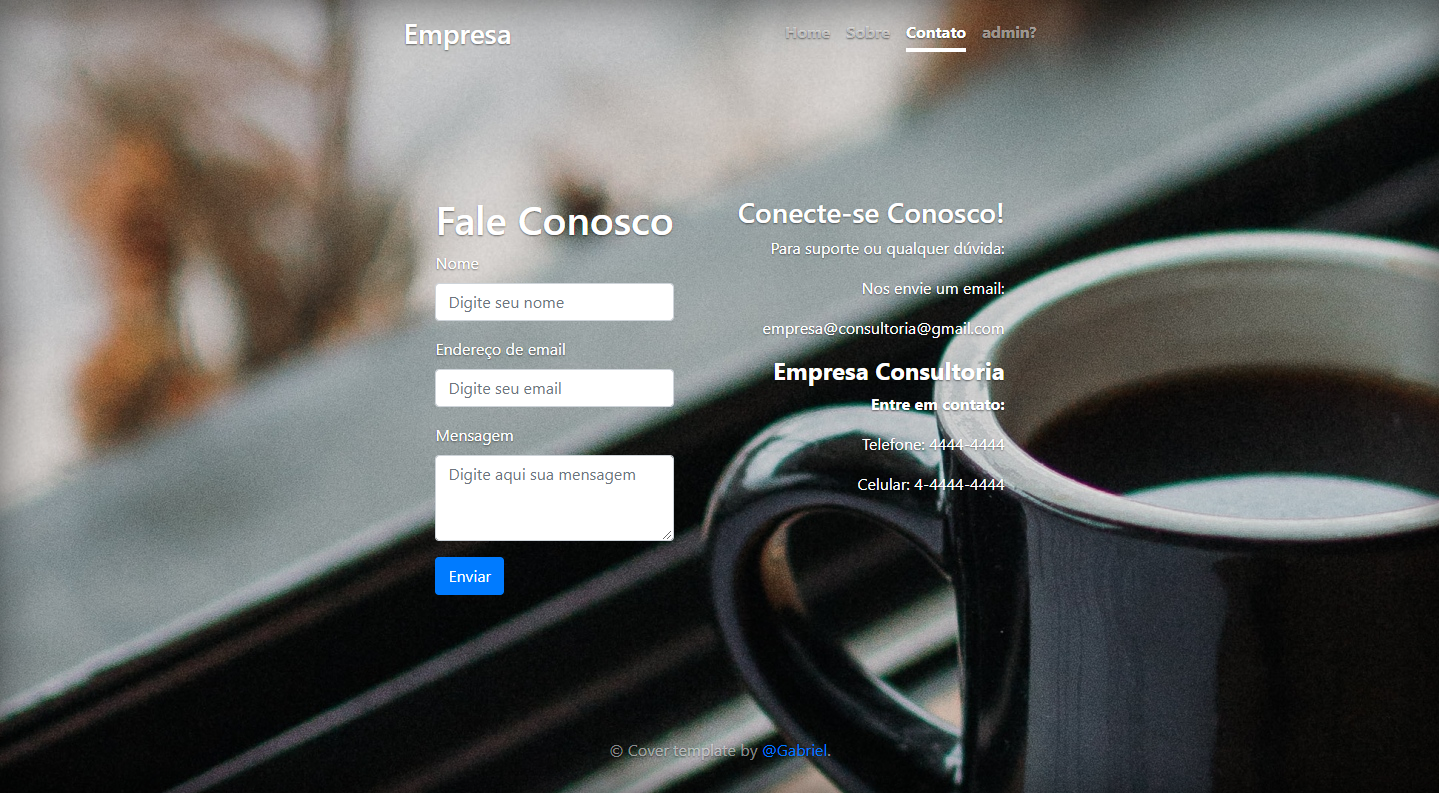 Empresa
Home Sobre Contato admin?
Fale Conosco
Nome
Digite seu nome
Endereço de email
Digite seu email
Mensagem
Digite aqui sua mensagem
Enviar
Conecte-se Conosco!
Para suporte ou qualquer dúvida:
Nos envie um email:
empresa@consultoria@gmail.com
Empresa Consultoria
Entre em contato:
Telefone: 4444-4444
Celular: 4-4444-4444
© Cover template by @Gabriel.